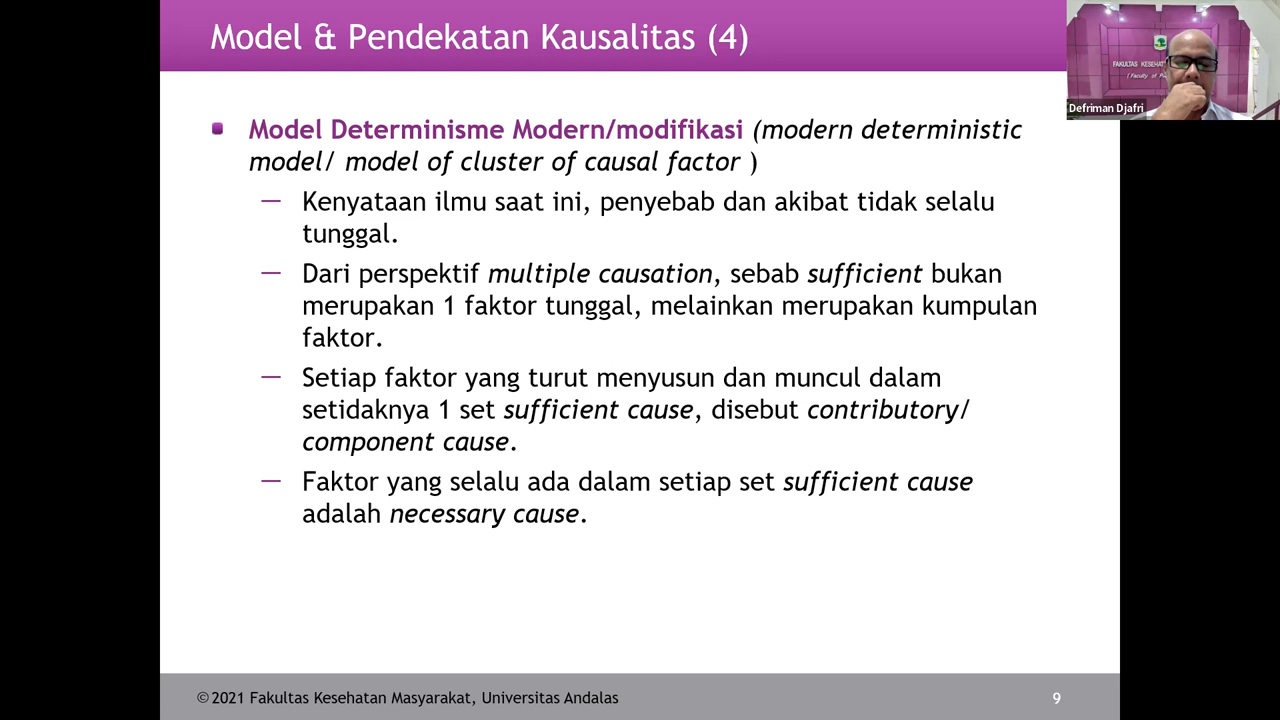 Model & Pendekatan Kausalitas (4)
Model Determinisme Modern/modifikasi (modern deterministic
model/ model of cluster of causal factor )
Kenyataan ilmu saat ini, penyebab dan akibat tidak selalu
tunggal.
Dari perspektif multiple causation, sebab sufficient bukan
merupakan 1 faktor tunggal, melainkan merupakan kumpulan
faktor.
Setiap faktor yang turut menyusun dan muncul dalam
setidaknya 1 set sufficient cause, disebut contributory/
component cause.
Faktor yang selalu ada dalam setiap set sufficient cause
adalah necessary cause.
©2021 Fakultas Kesehatan Masyarakat, Universitas Andalas
9
FAKULTAS KESEHAT
(Faculty of Pu
Defriman Djafri